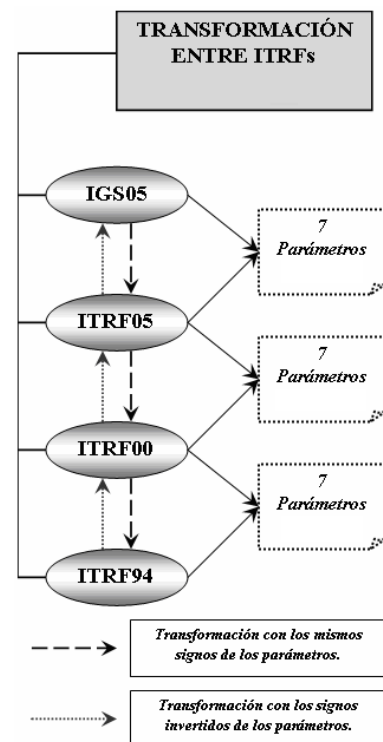 TRANSFORMACIÓN
ENTRE ITRFs
IGS05
7
Parámetros
ITRF05
7
Parámetros
ITRF00
7
Parámetros
ITRF94
Transformación con los mismos
signos de los parámetros.
Transformación con los signos
invertidos de los parámetros.